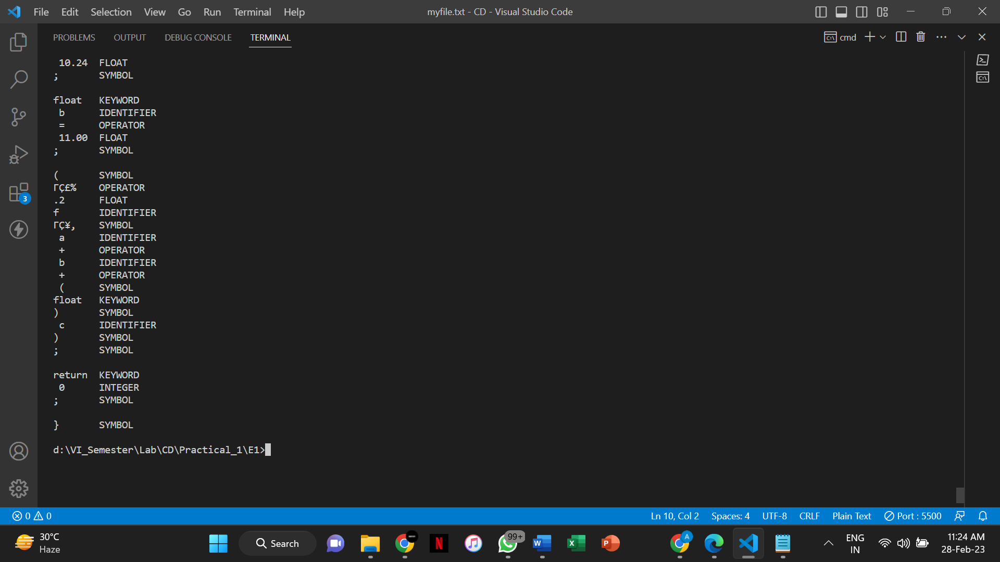 File Edit Selection View Go Run Terminal Help myfile.txt - CD - Visual Studio Code
PROBLEMS OUTPUT DEBUG CONSOLE TERMINAL cmd
10.24 FLOAT
; SYMBOL
float KEYWORD
b IDENTIFIER
= OPERATOR
11.00 FLOAT
; SYMBOL
( SYMBOL
ΓÇ£% OPERATOR
.2 FLOAT
f IDENTIFIER
ΓÇ¥, SYMBOL
a IDENTIFIER
+ OPERATOR
b IDENTIFIER
+ OPERATOR
( SYMBOL
float KEYWORD
) SYMBOL
c IDENTIFIER
) SYMBOL
; SYMBOL
return KEYWORD
0 INTEGER
; SYMBOL
} SYMBOL
d:\VI_Semester\Lab\CD\Practical_1\E1>
3
0 0 Ln 10, Col 2 Spaces: 4 UTF-8 CRLF Plain Text Port : 5500
30°C
Haze
Search
99+
ENG
IN
11:24 AM
28-Feb-23